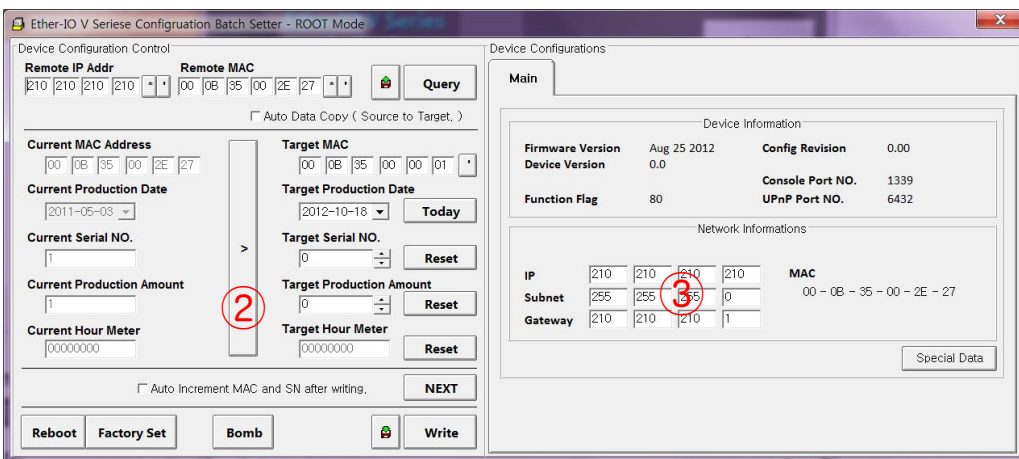 Ether-IO V Seriese Configruation Batch Setter - ROOT Mode
Series
X
Device Configuration Control
Remote IP Addr Remote MAC
210 210 210 210 * ' 00 0B 35 00 2E 27 * ' Query
Auto Data Copy ( Source to Target, )
Current MAC Address Target MAC
00 0B 35 00 2E 27 00 0B 35 00 00 01 '
Current Production Date Target Production Date
2011-05-03 2012-10-18 Today
Current Serial NO. Target Serial NO.
1 > 0 Reset
Current Production Amount Target Production Amount
1 ② 0 Reset
Current Hour Meter Target Hour Meter
00000000 00000000 Reset
Auto Increment MAC and SN after writing, NEXT
Reboot Factory Set Bomb Write
Device Configurations
Main
Device Information
Firmware Version Aug 25 2012 Config Revision 0.00
Device Version 0.0
Console Port NO. 1339
Function Flag 80 UPnP Port NO. 6432
Network Informations
IP 210 210 210 210 MAC
Subnet 255 255 255 0 00 - 0B - 35 - 00 - 2E - 27
③
Gateway 210 210 210 1
Special Data